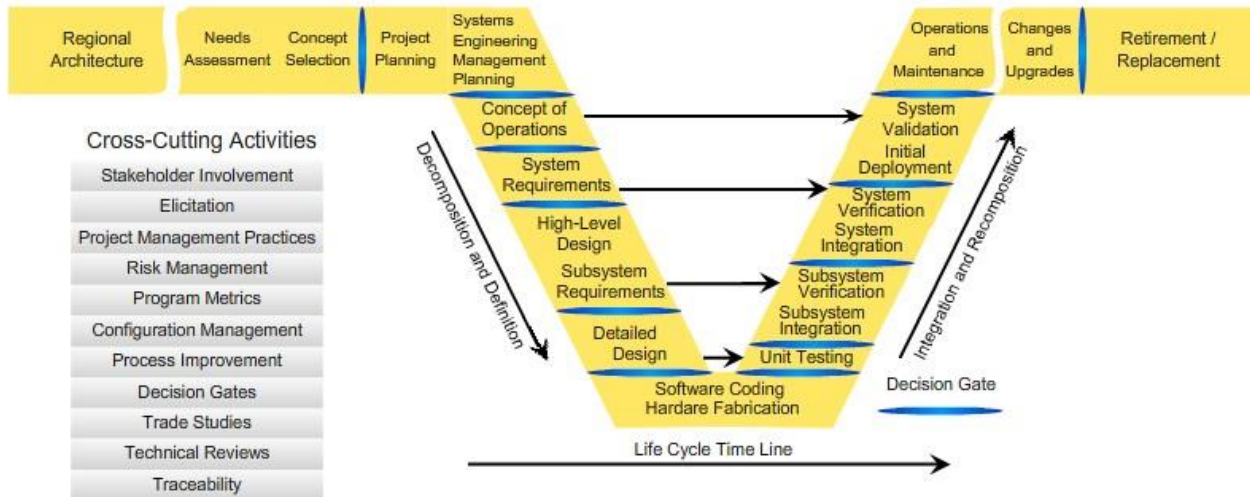 Regional
Architecture
Needs
Assessment
Concept
Selection
Project
Planning
Systems
Engineering
Management
Planning
Operations
and
Maintenance
Changes
and
Upgrades
Retirement /
Replacement
Cross-Cutting Activities
Stakeholder Involvement
Elicitation
Project Management Practices
Risk Management
Program Metrics
Configuration Management
Process Improvement
Decision Gates
Trade Studies
Technical Reviews
Traceability
Decomposition and Definition
Concept of
Operations
System
Requirements
High-Level
Design
Subsystem
Requirements
Detailed
Design
Software Coding
Hardare Fabrication
Unit Testing
Subsystem
Integration
Subsystem
Verification
System
Integration
System
Verification
Initial
Deployment
System
Validation
Integration and Recomposition
Decision Gate
Life Cycle Time Line